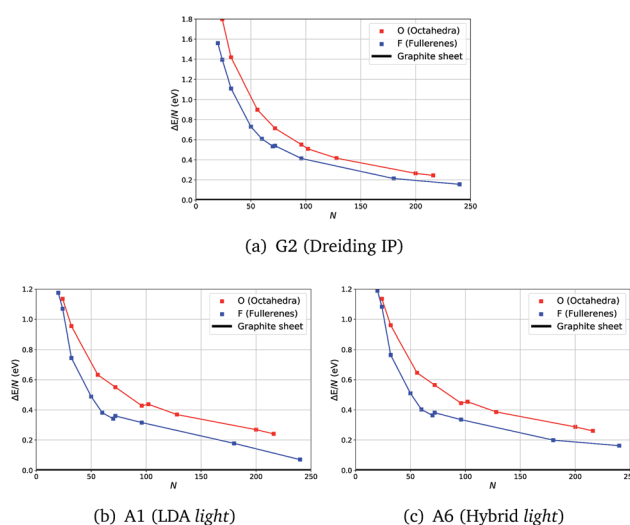 1.8
1.6
1.4
1.2
1.0
0.8
0.6
0.4
0.2
0.0
ΔE/N (eV)
O (Octahedra)
F (Fullerenes)
Graphite sheet
0 50 100 150 200 250
N
(a) G2 (Dreiding IP)
1.2
1.0
0.8
0.6
0.4
0.2
0.0
ΔE/N (eV)
O (Octahedra)
F (Fullerenes)
Graphite sheet
0 50 100 150 200 250
N
(b) A1 (LDA light)
1.2
1.0
0.8
0.6
0.4
0.2
0.0
ΔE/N (eV)
O (Octahedra)
F (Fullerenes)
Graphite sheet
0 50 100 150 200 250
N
(c) A6 (Hybrid light)